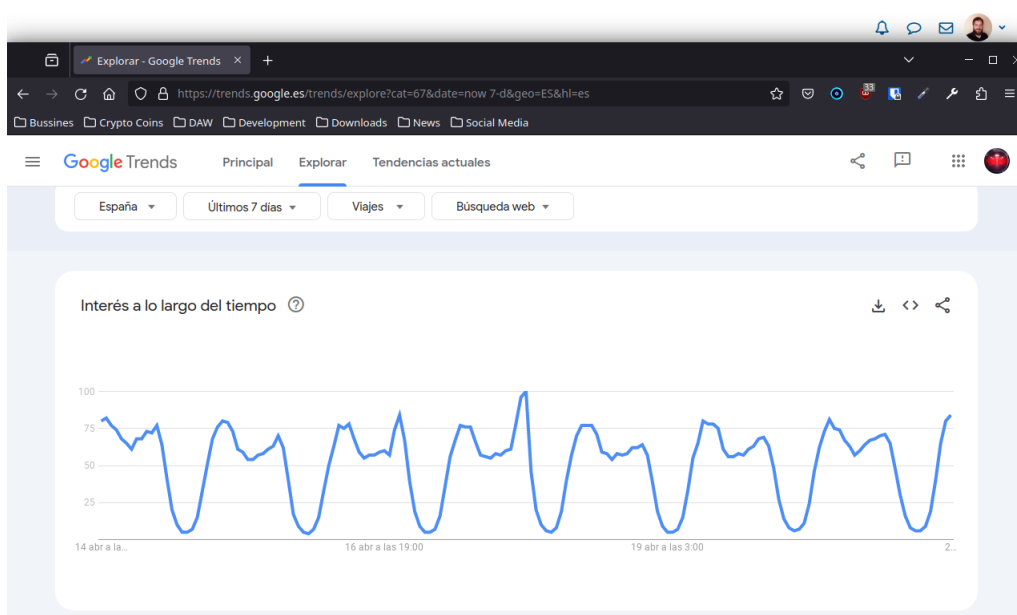 Explorar - Google Trends
https://trends.google.es/trends/explore?cat=67&date=now 7-d&geo=ES&hl=es
33
Bussines Crypto Coins DAW Development Downloads News Social Media
Google Trends Principal Explorar Tendencias actuales
España Últimos 7 días Viajes Búsqueda web
Interés a lo largo del tiempo
100
75
50
25
14 abr a la… 16 abr a las 19:00 19 abr a las 3:00 2…